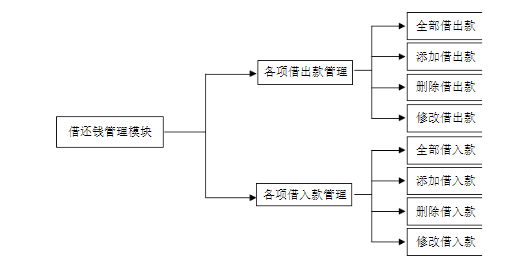 借还钱管理模块
各项借出款管理
全部借出款
添加借出款
删除借出款
修改借出款
各项借入款管理
全部借入款
添加借入款
删除借入款
修改借入款